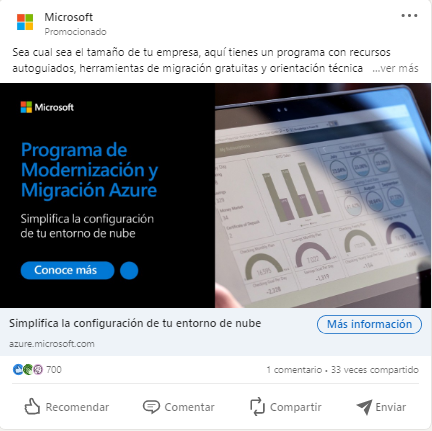 Microsoft
Promocionado
Sea cual sea el tamaño de tu empresa, aquí tienes un programa con recursos
autoguiados, herramientas de migración gratuitas y orientación técnica ...ver más
Microsoft
Programa de
Modernización y
Migración Azure
Simplifica la configuración
de tu entorno de nube
Conoce más
Simplifica la configuración de tu entorno de nube
azure.microsoft.com
Más información
700
1 comentario • 33 veces compartido
Recomendar
Comentar
Compartir
Enviar